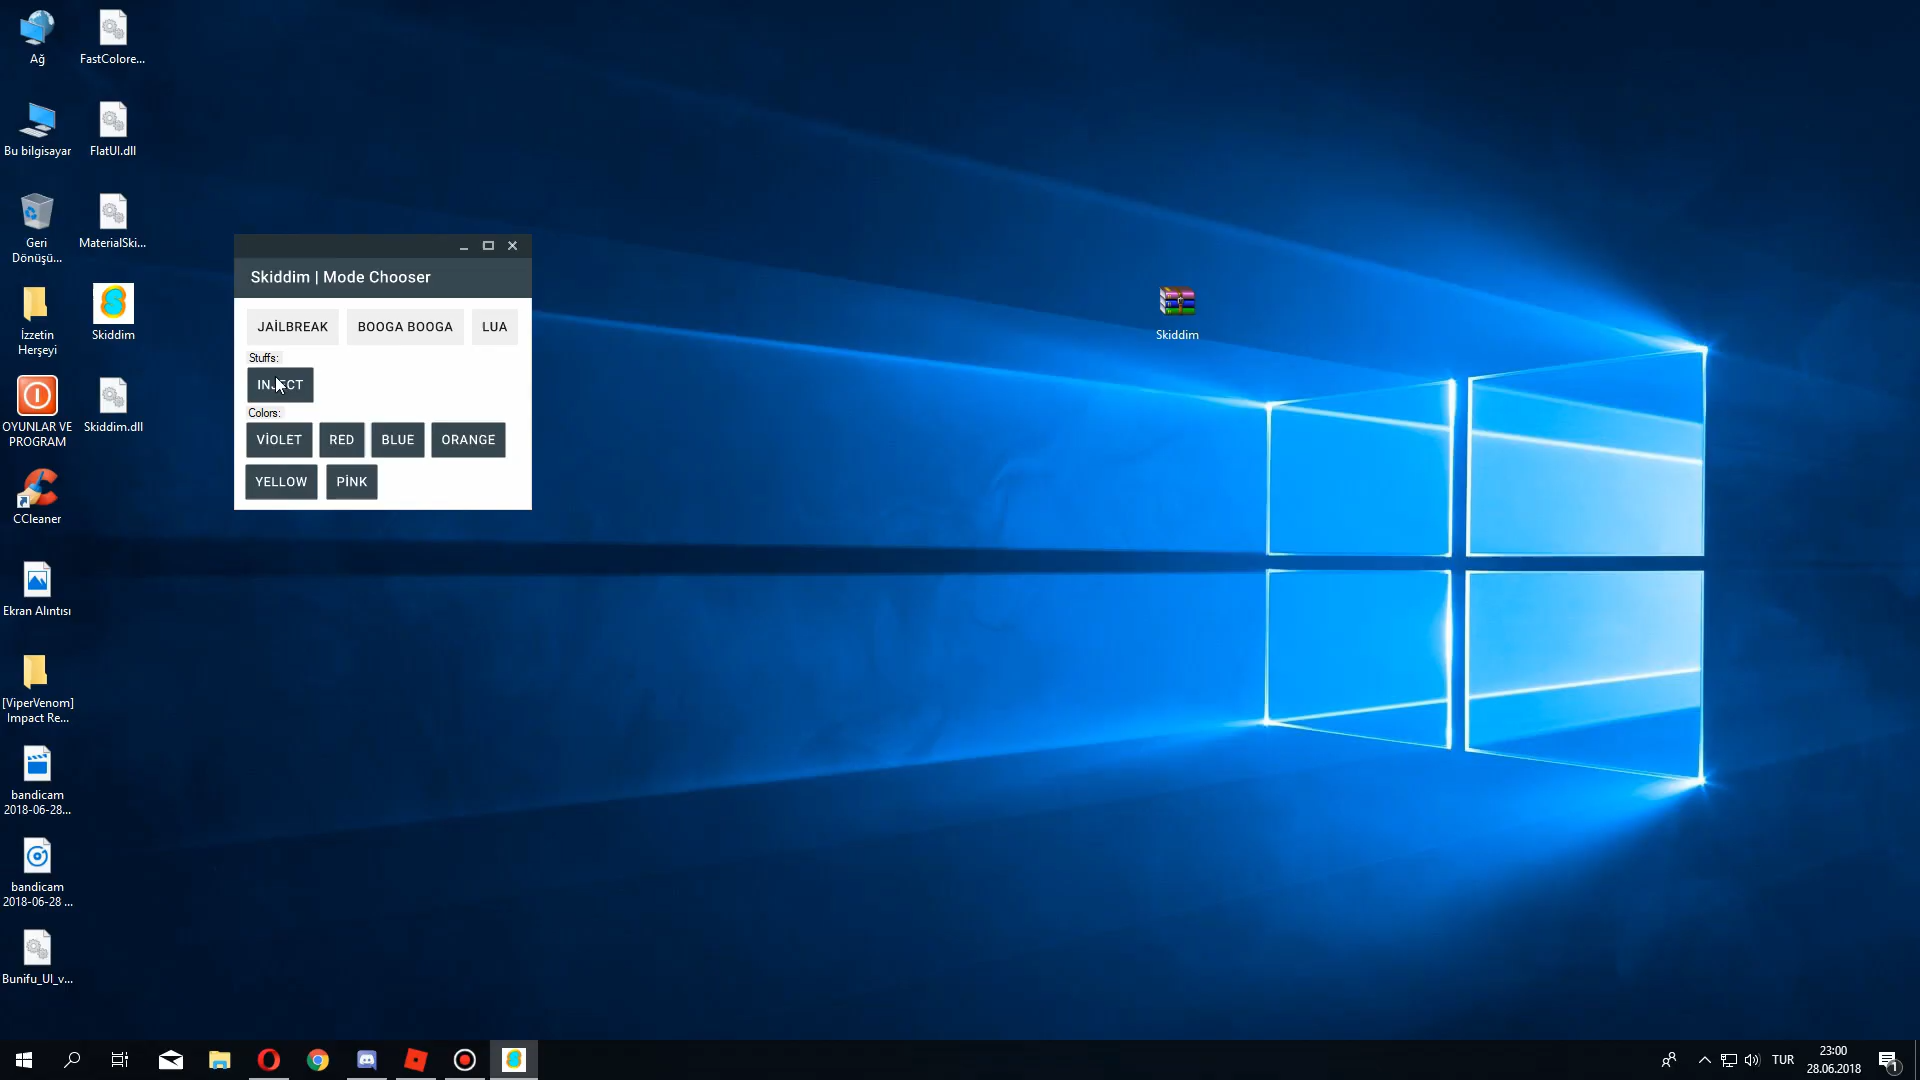 Ağ
FastColore...
Bu bilgisayar
FlatUI.dll
Geri
Dönüşü...
MaterialSki...
İzzetin
Herşeyi
Skiddim
OYUNLAR VE
PROGRAM
Skiddim.dll
CCleaner
Ekran Alıntısı
[ViperVenom]
Impact Re...
bandicam
2018-06-28...
bandicam
2018-06-28 ...
Bunifu_UI_v...
Skiddim | Mode Chooser
JAİLBREAK
BOOGA BOOGA
LUA
Stuffs:
INJECT
Colors:
VİOLET
RED
BLUE
ORANGE
YELLOW
PİNK
Skiddim
TUR
23:00
28.06.2018
1